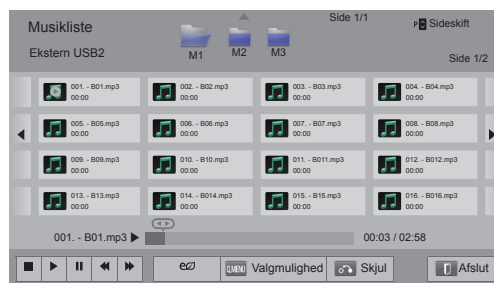 Musikliste
Side 1/1
P Sideskift
Ekstern USB2
M1
M2
M3
Side 1/2
001. - B01.mp3
00:00
002. - B02.mp3
00:00
003. - B03.mp3
00:00
004. - B04.mp3
00:00
005. - B05.mp3
00:00
006. - B06.mp3
00:00
007. - B07.mp3
00:00
008. - B08.mp3
00:00
009. - B09.mp3
00:00
010. - B10.mp3
00:00
011. - B011.mp3
00:00
012. - B012.mp3
00:00
013. - B13.mp3
00:00
014. - B014.mp3
00:00
015. - B15.mp3
00:00
016. - B016.mp3
00:00
001. - B01.mp3
00:03 / 02:58
Q.MENU Valgmulighed
Skjul
Afslut